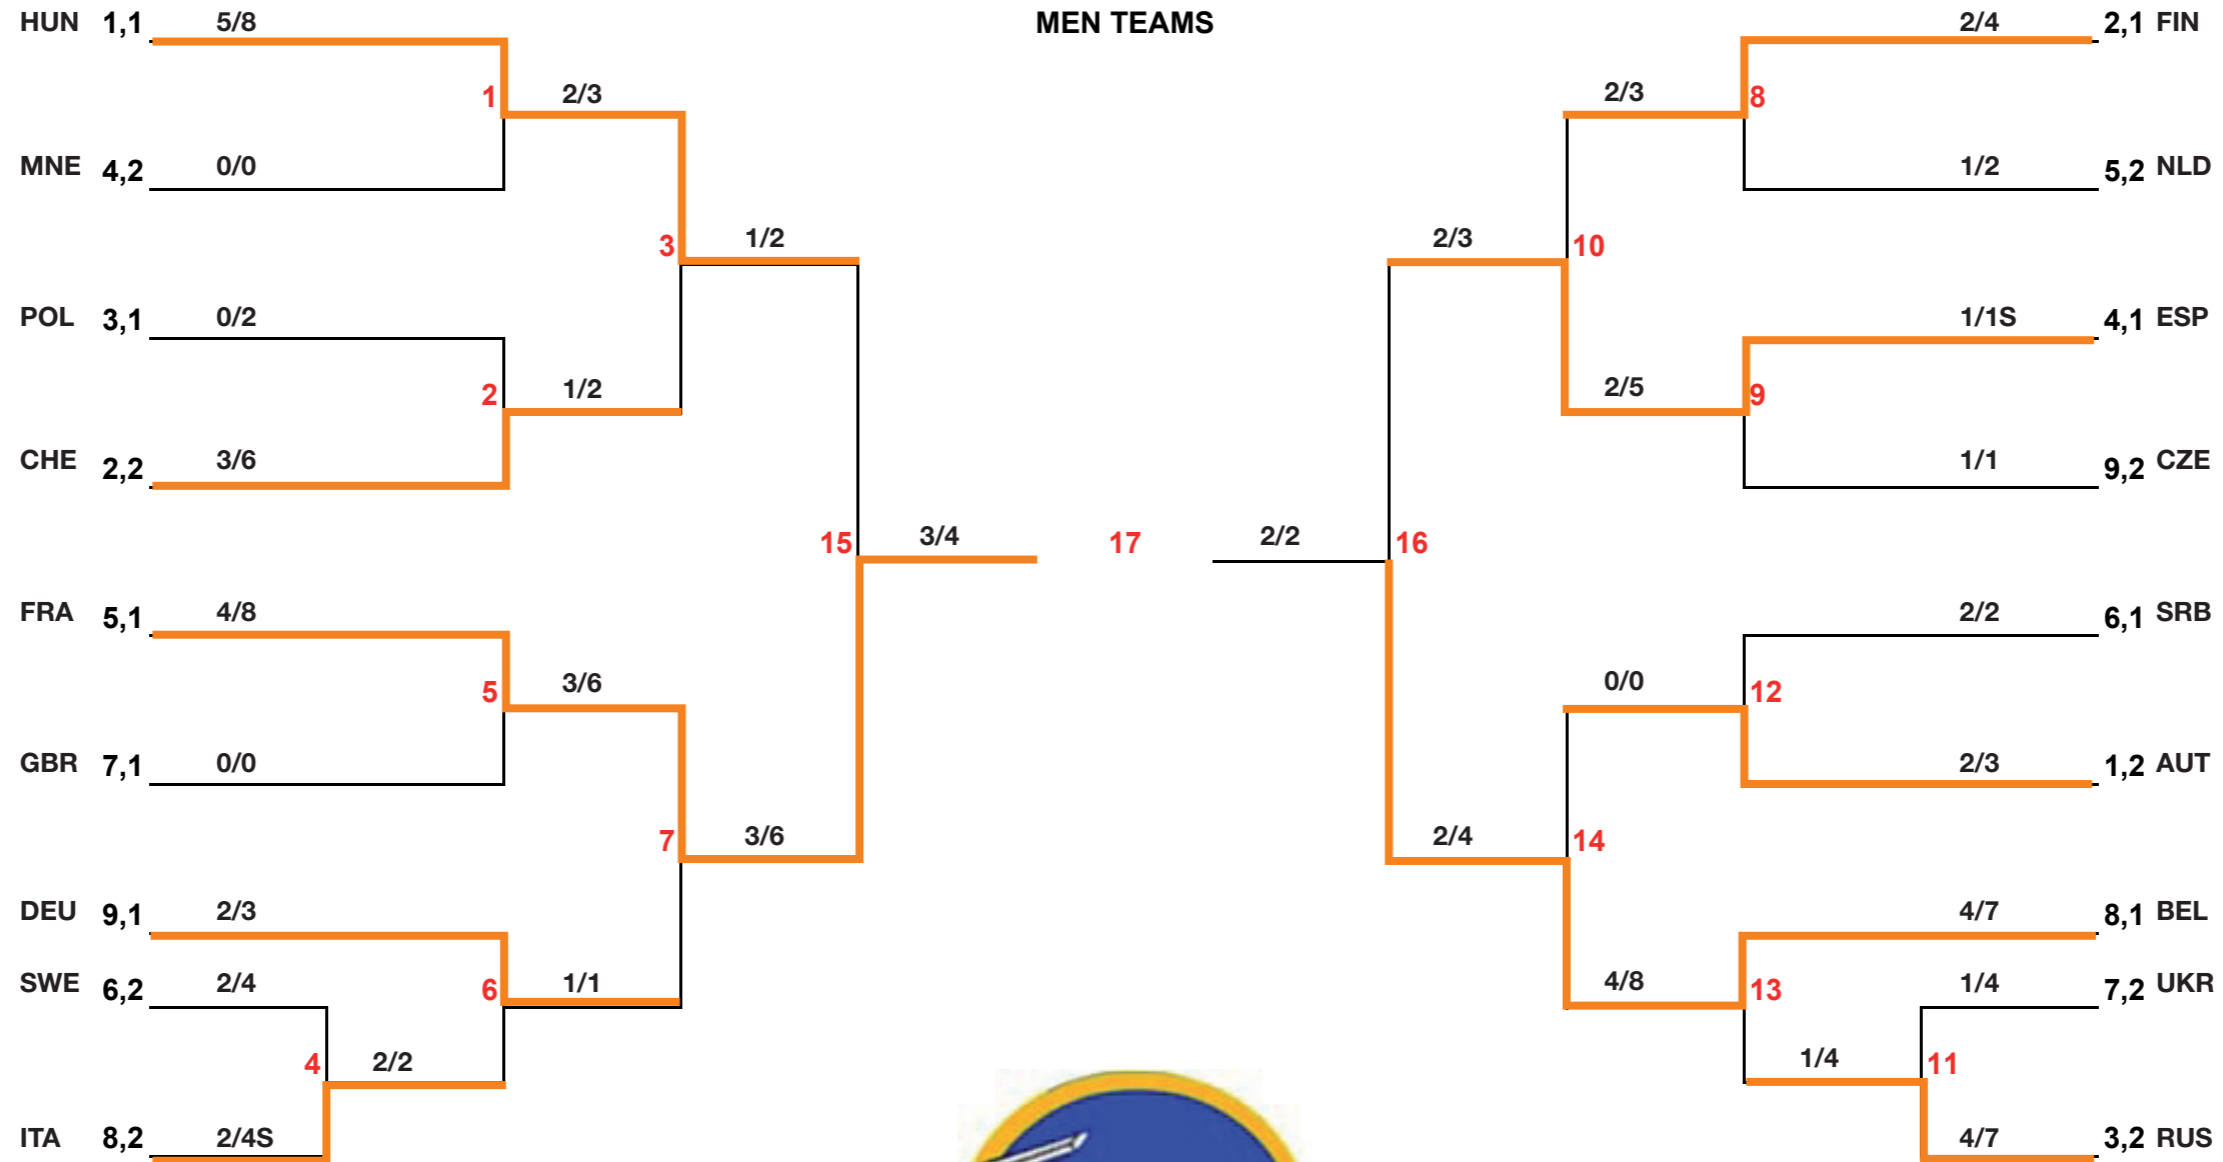 HUN 1,1 5/8 MEN TEAMS 2/4 2,1 FIN
1 2/3 2/3 8
MNE 4,2 0/0 1/2 5,2 NLD
3 1/2 2/3 10
POL 3,1 0/2 1/1S 4,1 ESP
2 1/2 2/5 9
CHE 2,2 3/6 1/1 9,2 CZE
15 3/4 17 2/2 16
FRA 5,1 4/8 2/2 6,1 SRB
5 3/6 0/0 12
GBR 7,1 0/0 2/3 1,2 AUT
7 3/6 2/4 14
DEU 9,1 2/3 4/7 8,1 BEL
SWE 6,2 2/4 6 1/1 4/8 13 1/4 7,2 UKR
4 2/2 1/4 11
ITA 8,2 2/4S 4/7 3,2 RUS